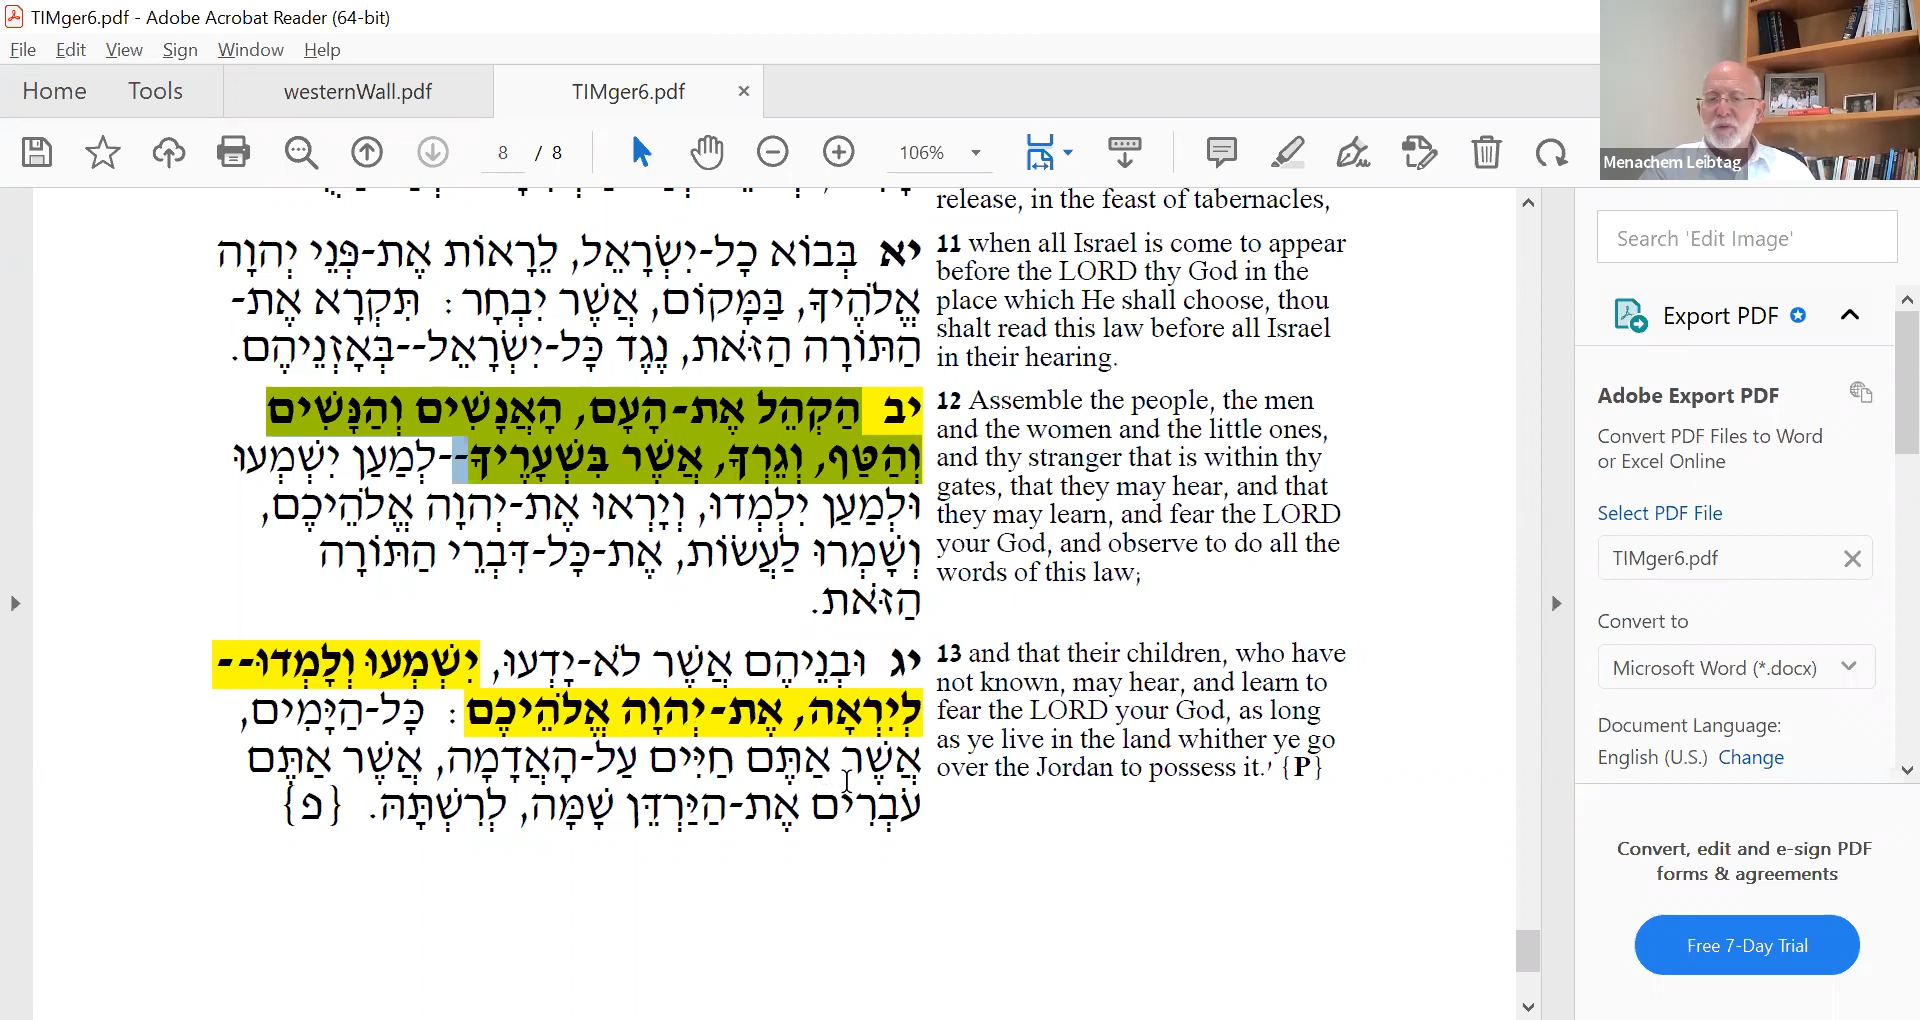 TIMger6.pdf - Adobe Acrobat Reader (64-bit)
File Edit View Sign Window Help
Home Tools westernWall.pdf TIMger6.pdf ×
8 / 8 106%
Menachem Leibtag
release, in the feast of tabernacles,
יא בְּבוֹא כָל-יִשְׂרָאֵל, לֵרָאוֹת אֶת-פְּנֵי יְהוָה
אֱלֹהֶיךָ, בַּמָּקוֹם, אֲשֶׁר יִבְחָר: תִּקְרָא אֶת-
הַתּוֹרָה הַזֹּאת, נֶגֶד כָּל-יִשְׂרָאֵל--בְּאָזְנֵיהֶם.
11 when all Israel is come to appear
before the LORD thy God in the
place which He shall choose, thou
shalt read this law before all Israel
in their hearing.
יב הַקְהֵל אֶת-הָעָם, הָאֲנָשִׁים וְהַנָּשִׁים
וְהַטַּף, וְגֵרְךָ, אֲשֶׁר בִּשְׁעָרֶיךָ--לְמַעַן יִשְׁמְעוּ
וּלְמַעַן יִלְמְדוּ, וְיָרְאוּ אֶת-יְהוָה אֱלֹהֵיכֶם,
וְשָׁמְרוּ לַעֲשׂוֹת, אֶת-כָּל-דִּבְרֵי הַתּוֹרָה
הַזֹּאת.
12 Assemble the people, the men
and the women and the little ones,
and thy stranger that is within thy
gates, that they may hear, and that
they may learn, and fear the LORD
your God, and observe to do all the
words of this law;
יג וּבְנֵיהֶם אֲשֶׁר לֹא-יָדְעוּ, יִשְׁמְעוּ וְלָמְדוּ--
לְיִרְאָה, אֶת-יְהוָה אֱלֹהֵיכֶם: כָּל-הַיָּמִים,
אֲשֶׁר אַתֶּם חַיִּים עַל-הָאֲדָמָה, אֲשֶׁר אַתֶּם
עֹבְרִים אֶת-הַיַּרְדֵּן שָׁמָּה, לְרִשְׁתָּהּ. {פ}
13 and that their children, who have
not known, may hear, and learn to
fear the LORD your God, as long
as ye live in the land whither ye go
over the Jordan to possess it.' {P}
Search 'Edit Image'
Export PDF
Adobe Export PDF
Convert PDF Files to Word
or Excel Online
Select PDF File
TIMger6.pdf
Convert to
Microsoft Word (*.docx)
Document Language:
English (U.S.) Change
Convert, edit and e-sign PDF
forms & agreements
Free 7-Day Trial